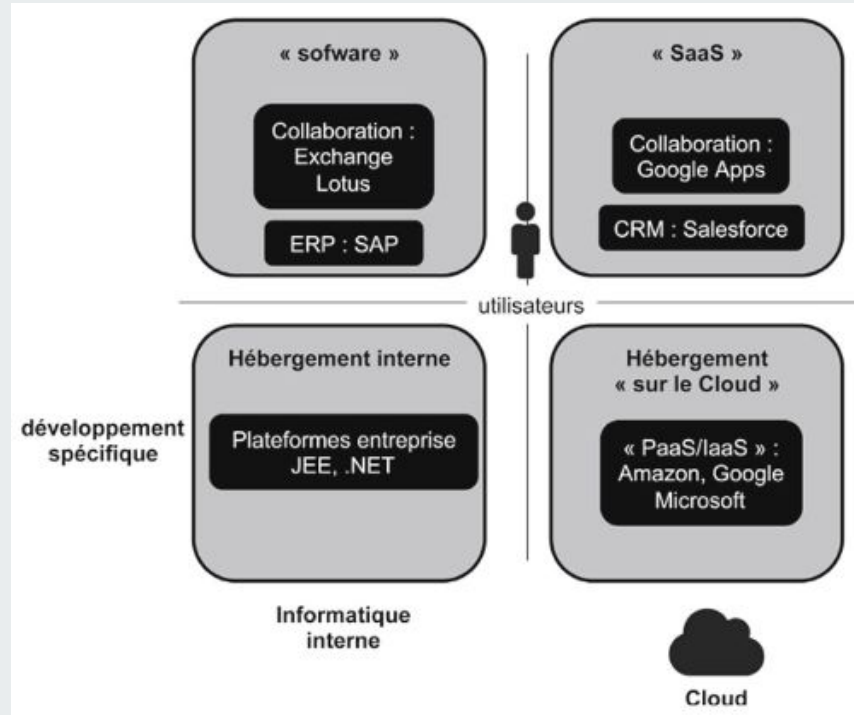 « sofware »
Collaboration :
Exchange
Lotus
ERP : SAP
« SaaS »
Collaboration :
Google Apps
CRM : Salesforce
utilisateurs
développement
spécifique
Hébergement interne
Plateformes entreprise
JEE, .NET
Hébergement
« sur le Cloud »
« PaaS/IaaS » :
Amazon, Google
Microsoft
Informatique
interne
Cloud